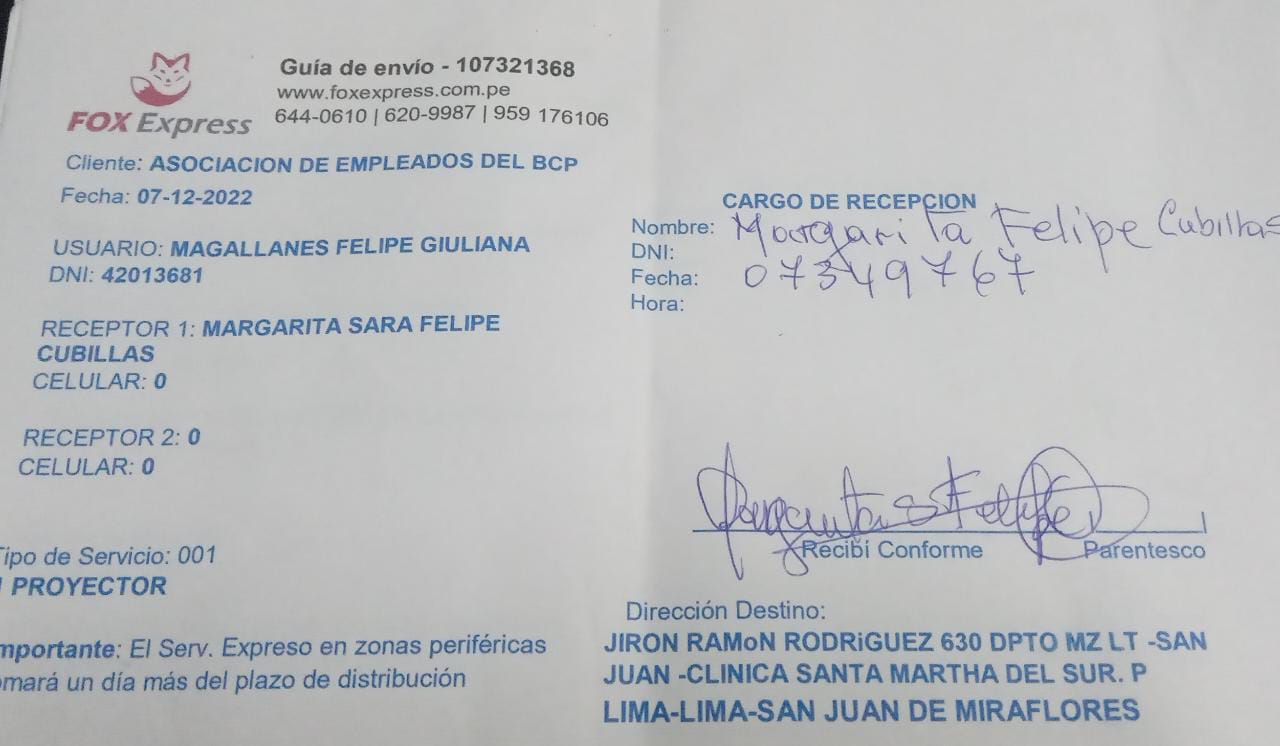 FOX Express
Guía de envío - 107321368
www.foxexpress.com.pe
644-0610 | 620-9987 | 959 176106
Cliente: ASOCIACION DE EMPLEADOS DEL BCP
Fecha: 07-12-2022
USUARIO: MAGALLANES FELIPE GIULIANA
DNI: 42013681
RECEPTOR 1: MARGARITA SARA FELIPE
CUBILLAS
CELULAR: 0
RECEPTOR 2: 0
CELULAR: 0
Tipo de Servicio: 001
PROYECTOR
mportante: El Serv. Expreso en zonas periféricas
omará un día más del plazo de distribución
CARGO DE RECEPCION
Nombre: Margarita Felipe Cubillas
DNI:
Fecha: 07349767
Hora:
Recibí Conforme Parentesco
Dirección Destino:
JIRON RAMoN RODRiGUEZ 630 DPTO MZ LT -SAN
JUAN -CLINICA SANTA MARTHA DEL SUR. P
LIMA-LIMA-SAN JUAN DE MIRAFLORES